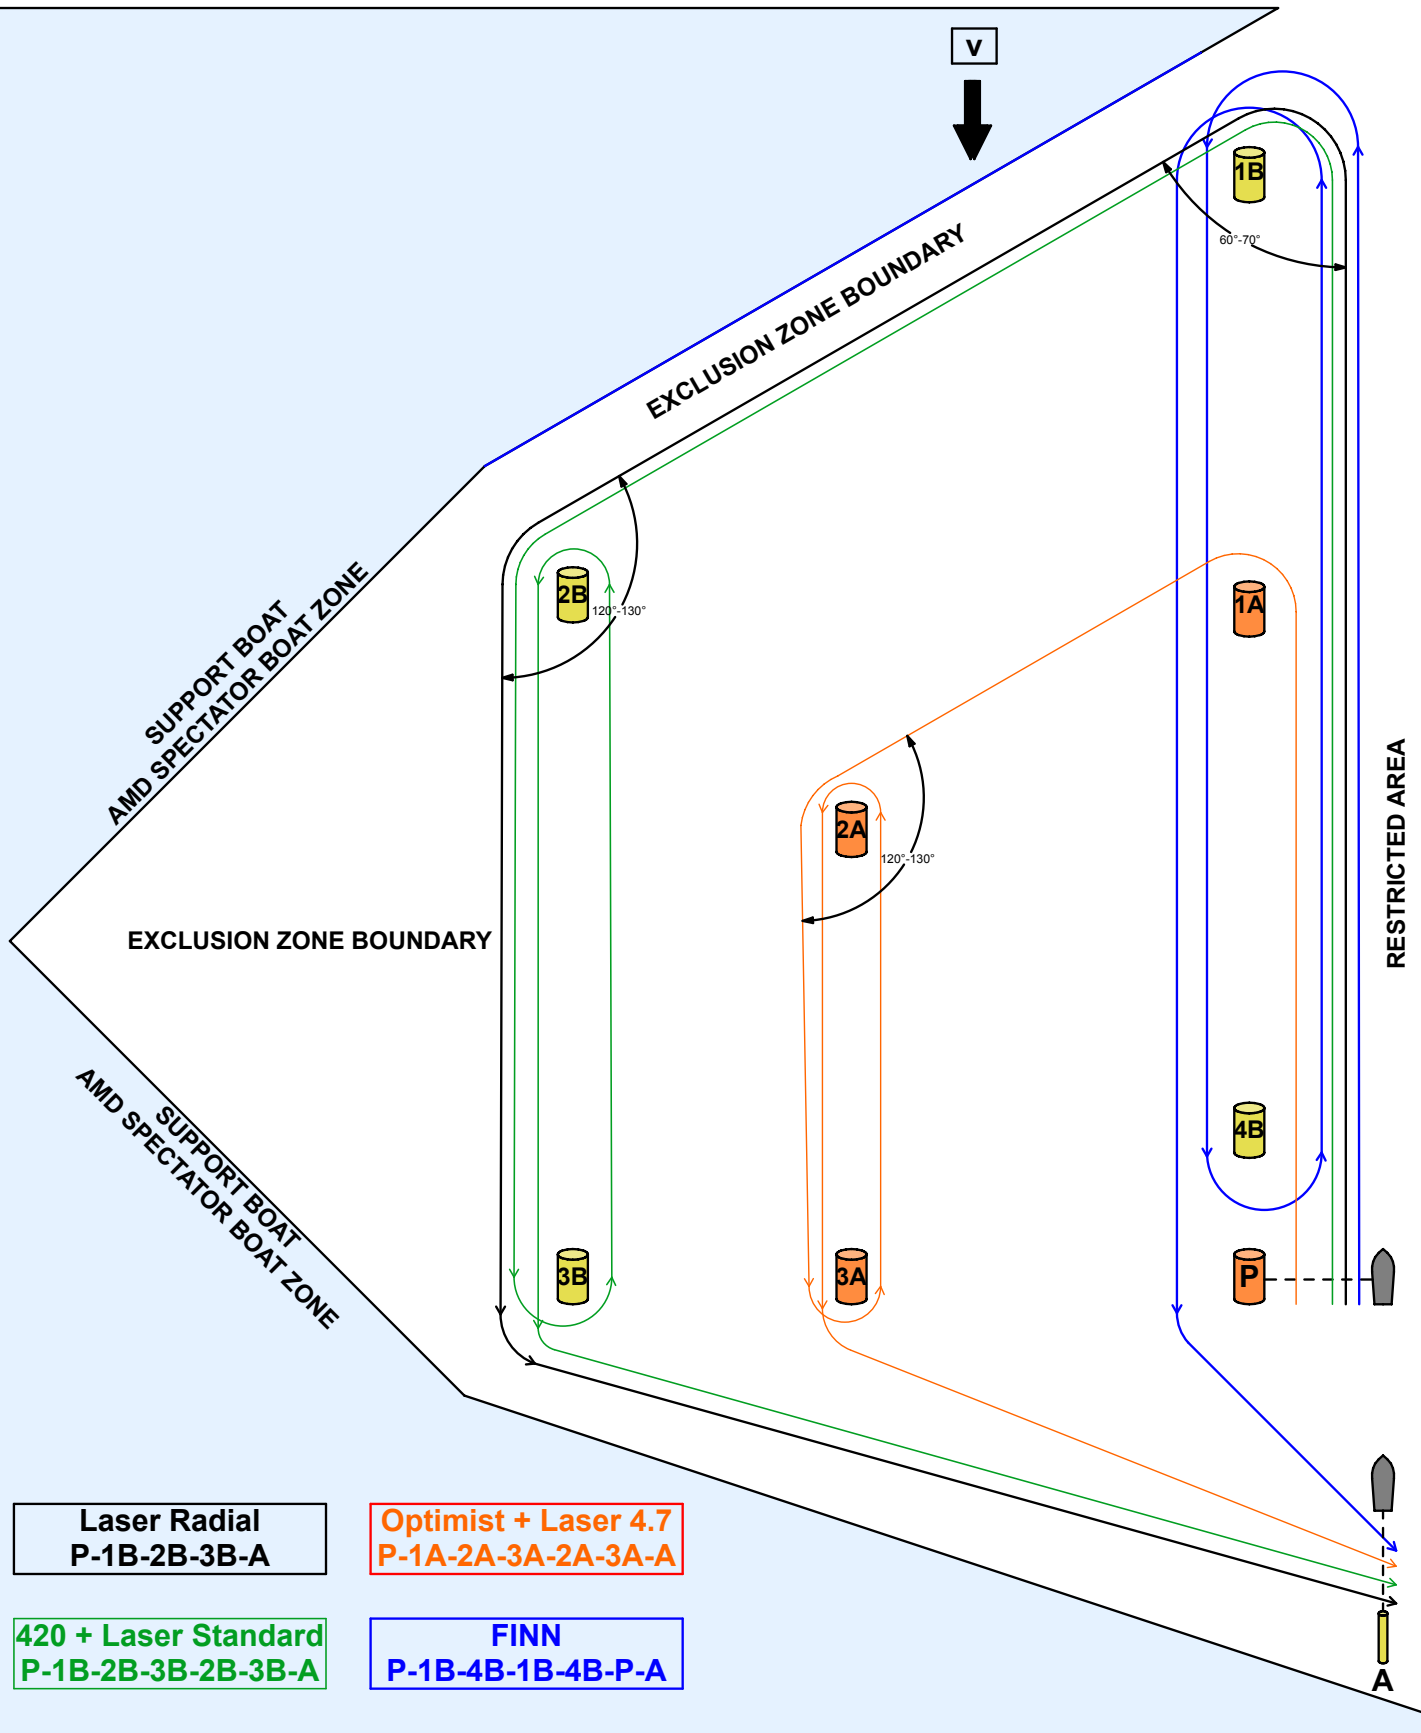 v
1B
60°-70°
EXCLUSION ZONE BOUNDARY
2B
120°-130°
1A
SUPPORT BOAT
AMD SPECTATOR BOAT ZONE
2A
120°-130°
RESTRICTED AREA
EXCLUSION ZONE BOUNDARY
4B
SUPPORT BOAT
AMD SPECTATOR BOAT ZONE
3B
3A
P
Laser Radial
P-1B-2B-3B-A
Optimist + Laser 4.7
P-1A-2A-3A-2A-3A-A
420 + Laser Standard
P-1B-2B-3B-2B-3B-A
FINN
P-1B-4B-1B-4B-P-A
A